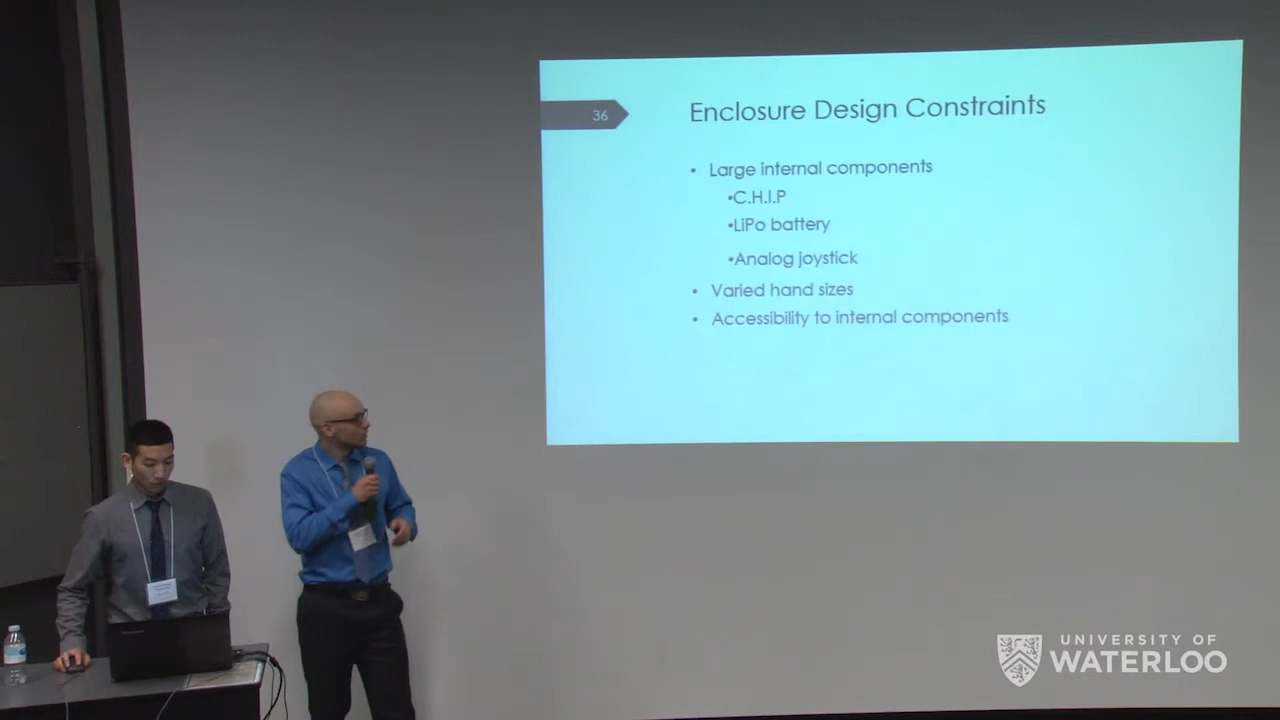 36
Enclosure Design Constraints
• Large internal components
•C.H.I.P
•LiPo battery
•Analog joystick
• Varied hand sizes
• Accessibility to internal components
UNIVERSITY OF
WATERLOO